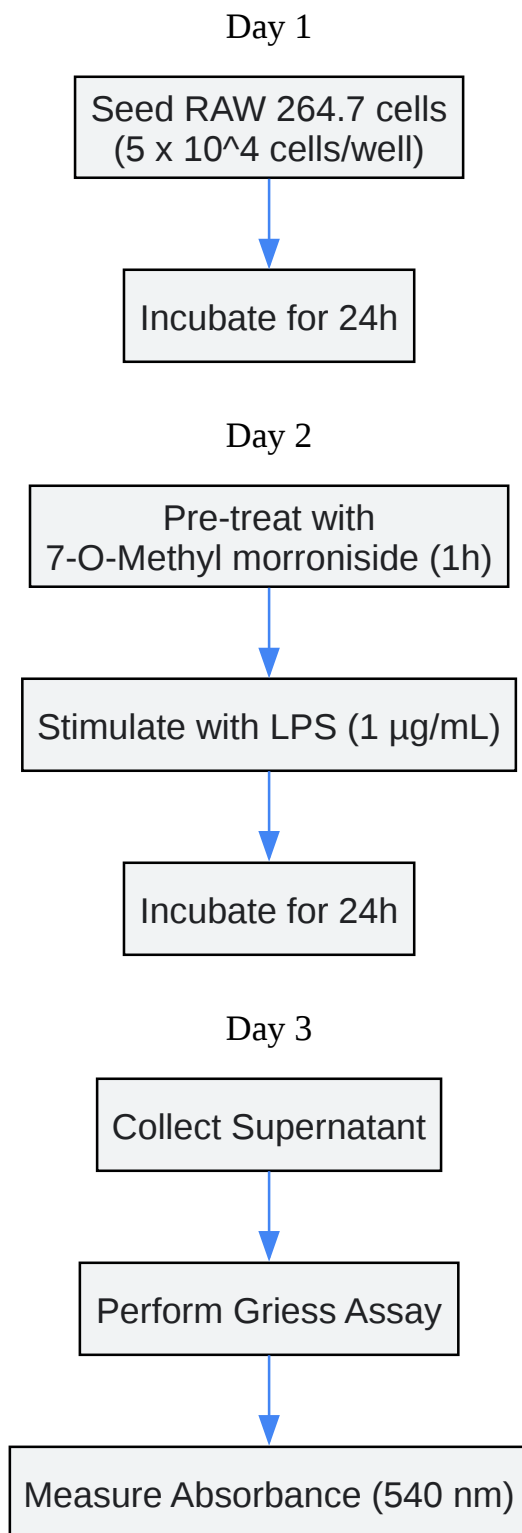 Day 1
Seed RAW 264.7 cells
(5 x 10^4 cells/well)
Incubate for 24h
Day 2
Pre-treat with
7-O-Methyl morroniside (1h)
Stimulate with LPS (1 µg/mL)
Incubate for 24h
Day 3
Collect Supernatant
Perform Griess Assay
Measure Absorbance (540 nm)